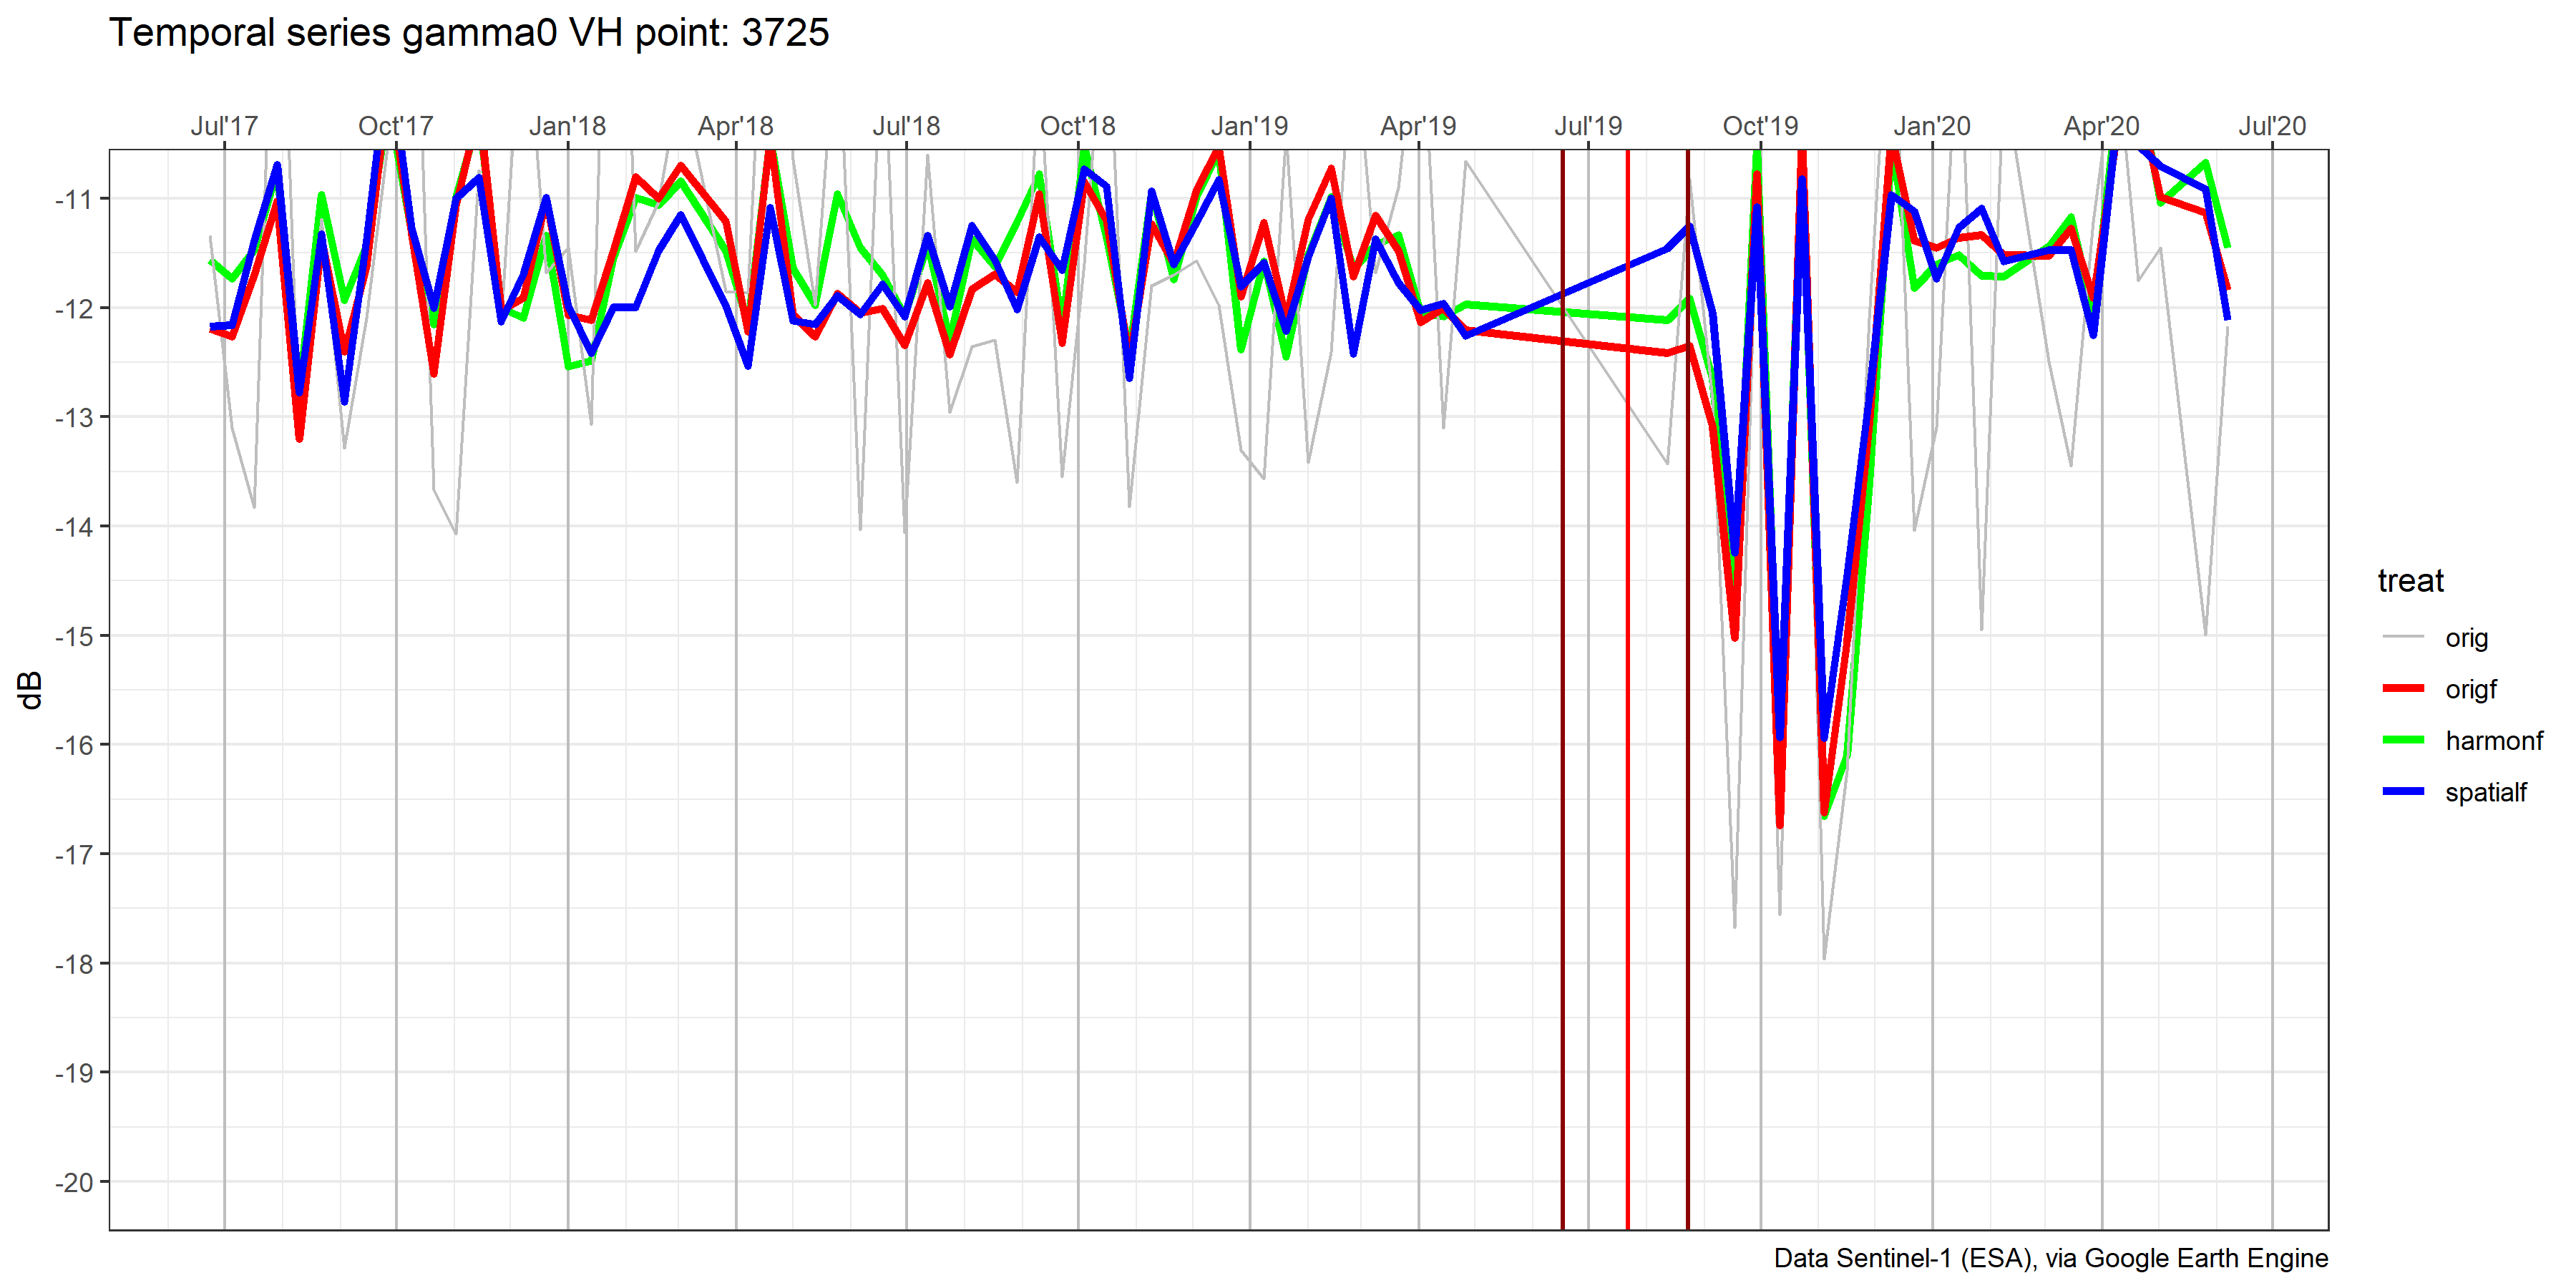 Temporal series gamma0 VH point: 3725
Jul'17 Oct'17 Jan'18 Apr'18 Jul'18 Oct'18 Jan'19 Apr'19 Jul'19 Oct'19 Jan'20 Apr'20 Jul'20
-11
-12
-13
-14
-15
-16
-17
-18
-19
-20
dB
treat
orig
origf
harmonf
spatialf
Data Sentinel-1 (ESA), via Google Earth Engine